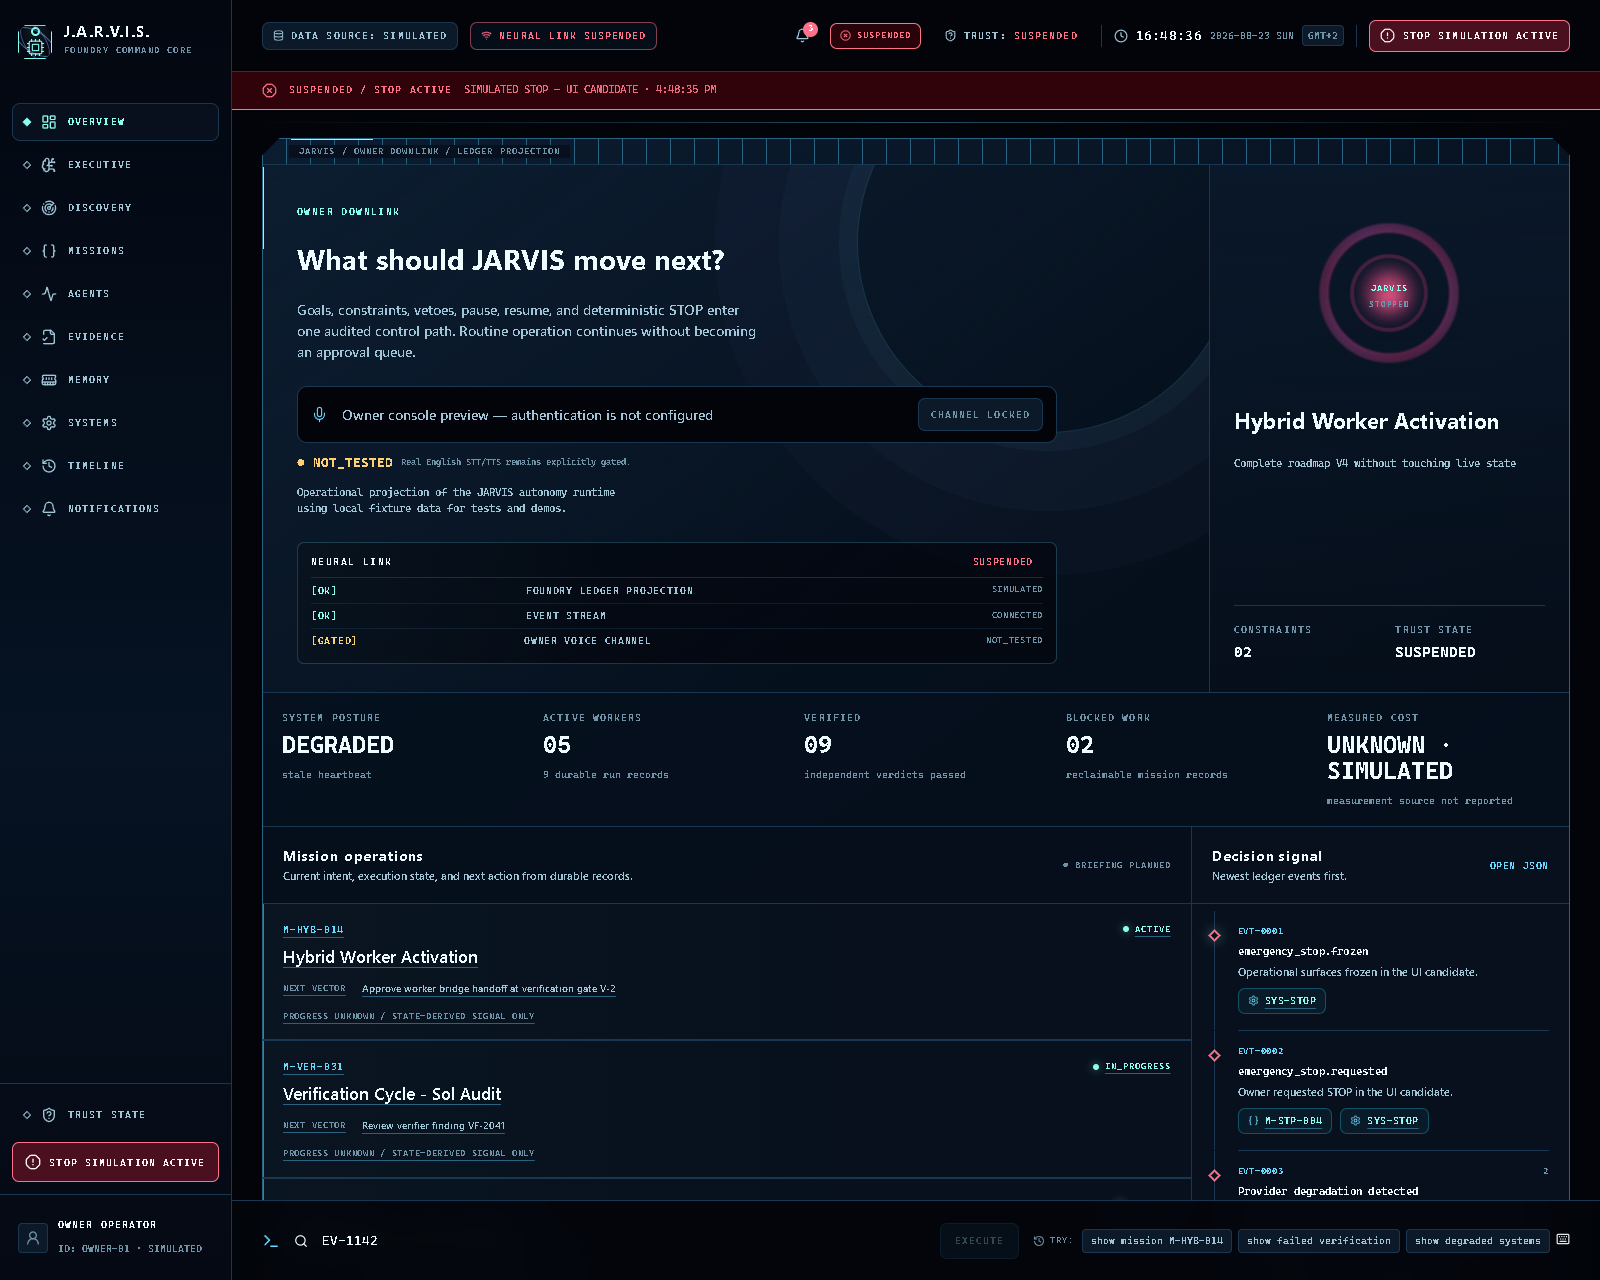 J.A.R.V.I.S.
FOUNDRY COMMAND CORE
OVERVIEW
EXECUTIVE
DISCOVERY
MISSIONS
AGENTS
EVIDENCE
MEMORY
SYSTEMS
TIMELINE
NOTIFICATIONS
TRUST STATE
STOP SIMULATION ACTIVE
OWNER OPERATOR
ID: OWNER-01 · SIMULATED
DATA SOURCE: SIMULATED
NEURAL LINK SUSPENDED
3
SUSPENDED
TRUST: SUSPENDED
16:48:36 2026-08-23 SUN GMT+2
STOP SIMULATION ACTIVE
SUSPENDED / STOP ACTIVE SIMULATED STOP — UI CANDIDATE · 4:48:35 PM
JARVIS / OWNER DOWNLINK / LEDGER PROJECTION
OWNER DOWNLINK
What should JARVIS move next?
Goals, constraints, vetoes, pause, resume, and deterministic STOP enter
one audited control path. Routine operation continues without becoming
an approval queue.
Owner console preview — authentication is not configured
CHANNEL LOCKED
NOT_TESTED Real English STT/TTS remains explicitly gated.
Operational projection of the JARVIS autonomy runtime
using local fixture data for tests and demos.
NEURAL LINK SUSPENDED
[OK] FOUNDRY LEDGER PROJECTION SIMULATED
[OK] EVENT STREAM CONNECTED
[GATED] OWNER VOICE CHANNEL NOT_TESTED
JARVIS
STOPPED
Hybrid Worker Activation
Complete roadmap V4 without touching live state
CONSTRAINTS
02
TRUST STATE
SUSPENDED
SYSTEM POSTURE
DEGRADED
stale heartbeat
ACTIVE WORKERS
05
9 durable run records
VERIFIED
09
independent verdicts passed
BLOCKED WORK
02
reclaimable mission records
MEASURED COST
UNKNOWN ·
SIMULATED
measurement source not reported
Mission operations
Current intent, execution state, and next action from durable records.
BRIEFING PLANNED
M-HYB-014
ACTIVE
Hybrid Worker Activation
NEXT VECTOR Approve worker bridge handoff at verification gate V-2
PROGRESS UNKNOWN / STATE-DERIVED SIGNAL ONLY
M-VER-031
IN_PROGRESS
Verification Cycle - Sol Audit
NEXT VECTOR Review verifier finding VF-2041
PROGRESS UNKNOWN / STATE-DERIVED SIGNAL ONLY
Decision signal
Newest ledger events first.
OPEN JSON
EVT-0001
emergency_stop.frozen
Operational surfaces frozen in the UI candidate.
SYS-STOP
EVT-0002
emergency_stop.requested
Owner requested STOP in the UI candidate.
M-STP-004 SYS-STOP
EVT-0003 2
Provider degradation detected
EV-1142
EXECUTE
TRY: show mission M-HYB-014 show failed verification show degraded systems